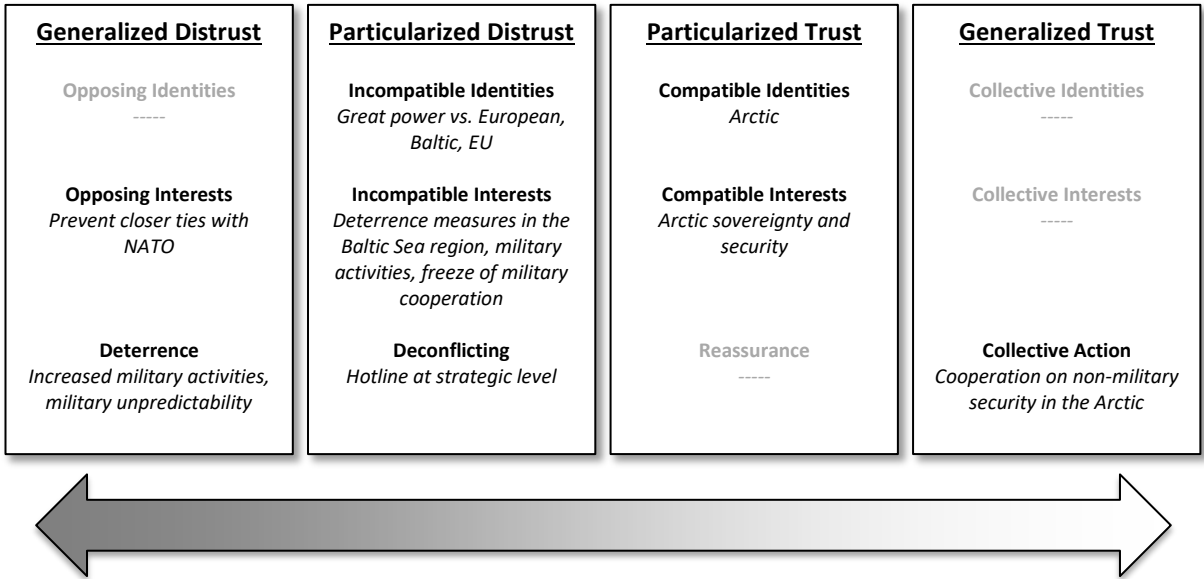 Generalized Distrust
Opposing Identities
-----
Opposing Interests
Prevent closer ties with
NATO
Deterrence
Increased military activities,
military unpredictability
Particularized Distrust
Incompatible Identities
Great power vs. European,
Baltic, EU
Incompatible Interests
Deterrence measures in the
Baltic Sea region, military
activities, freeze of military
cooperation
Deconflicting
Hotline at strategic level
Particularized Trust
Compatible Identities
Arctic
Compatible Interests
Arctic sovereignty and
security
Reassurance
-----
Generalized Trust
Collective Identities
-----
Collective Interests
-----
Collective Action
Cooperation on non-military
security in the Arctic